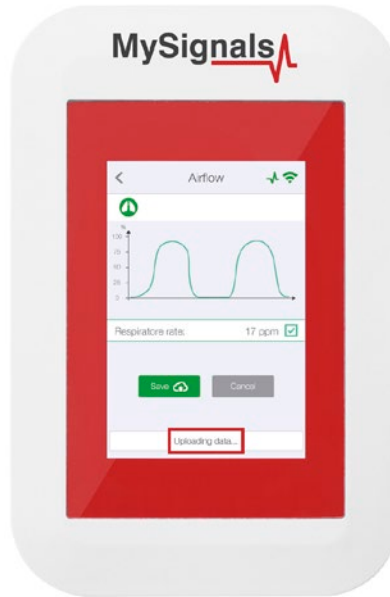 MySignals
Airflow
%
100
75
50
25
0
Respiratore rate: 17 ppm
Save Cancel
Uploading data...